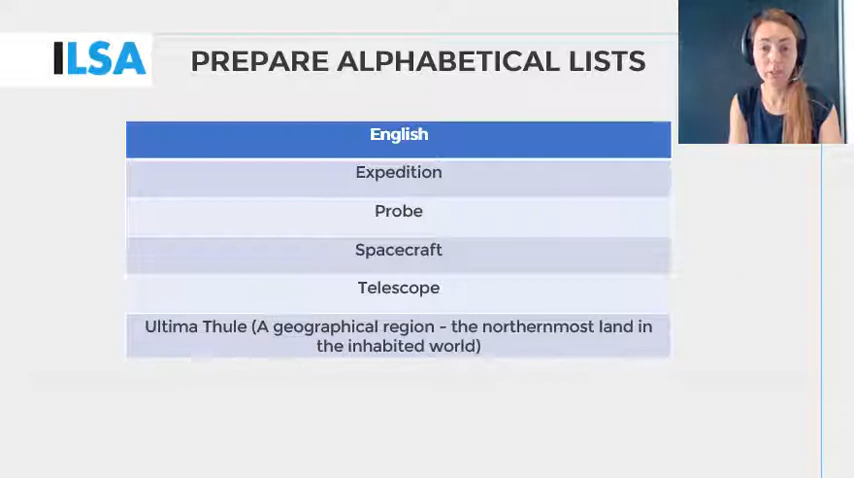 ILSA
PREPARE ALPHABETICAL LISTS
English
Expedition
Probe
Spacecraft
Telescope
Ultima Thule (A geographical region - the northernmost land in
the inhabited world)